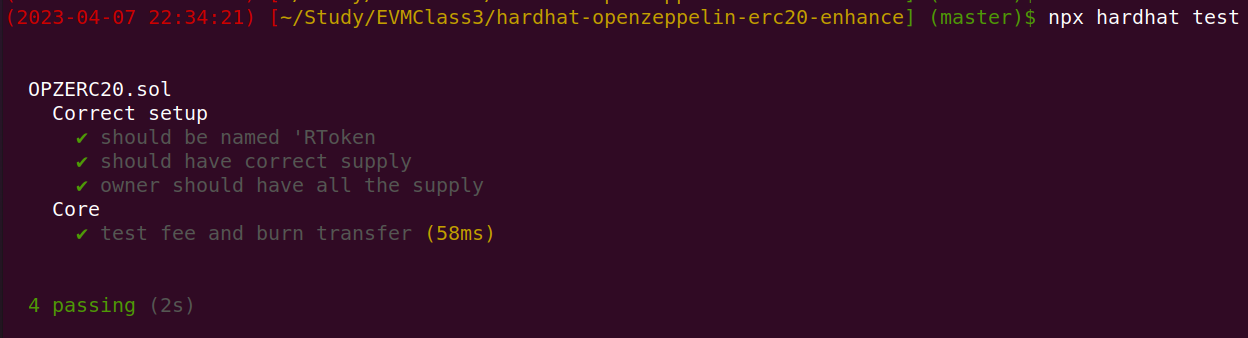 (2023-04-07 22:34:21) [~/Study/EVMClass3/hardhat-openzeppelin-erc20-enhance] (master)$ npx hardhat test
OPZERC20.sol
Correct setup
✔ should be named 'RToken
✔ should have correct supply
✔ owner should have all the supply
Core
✔ test fee and burn transfer (58ms)
4 passing (2s)